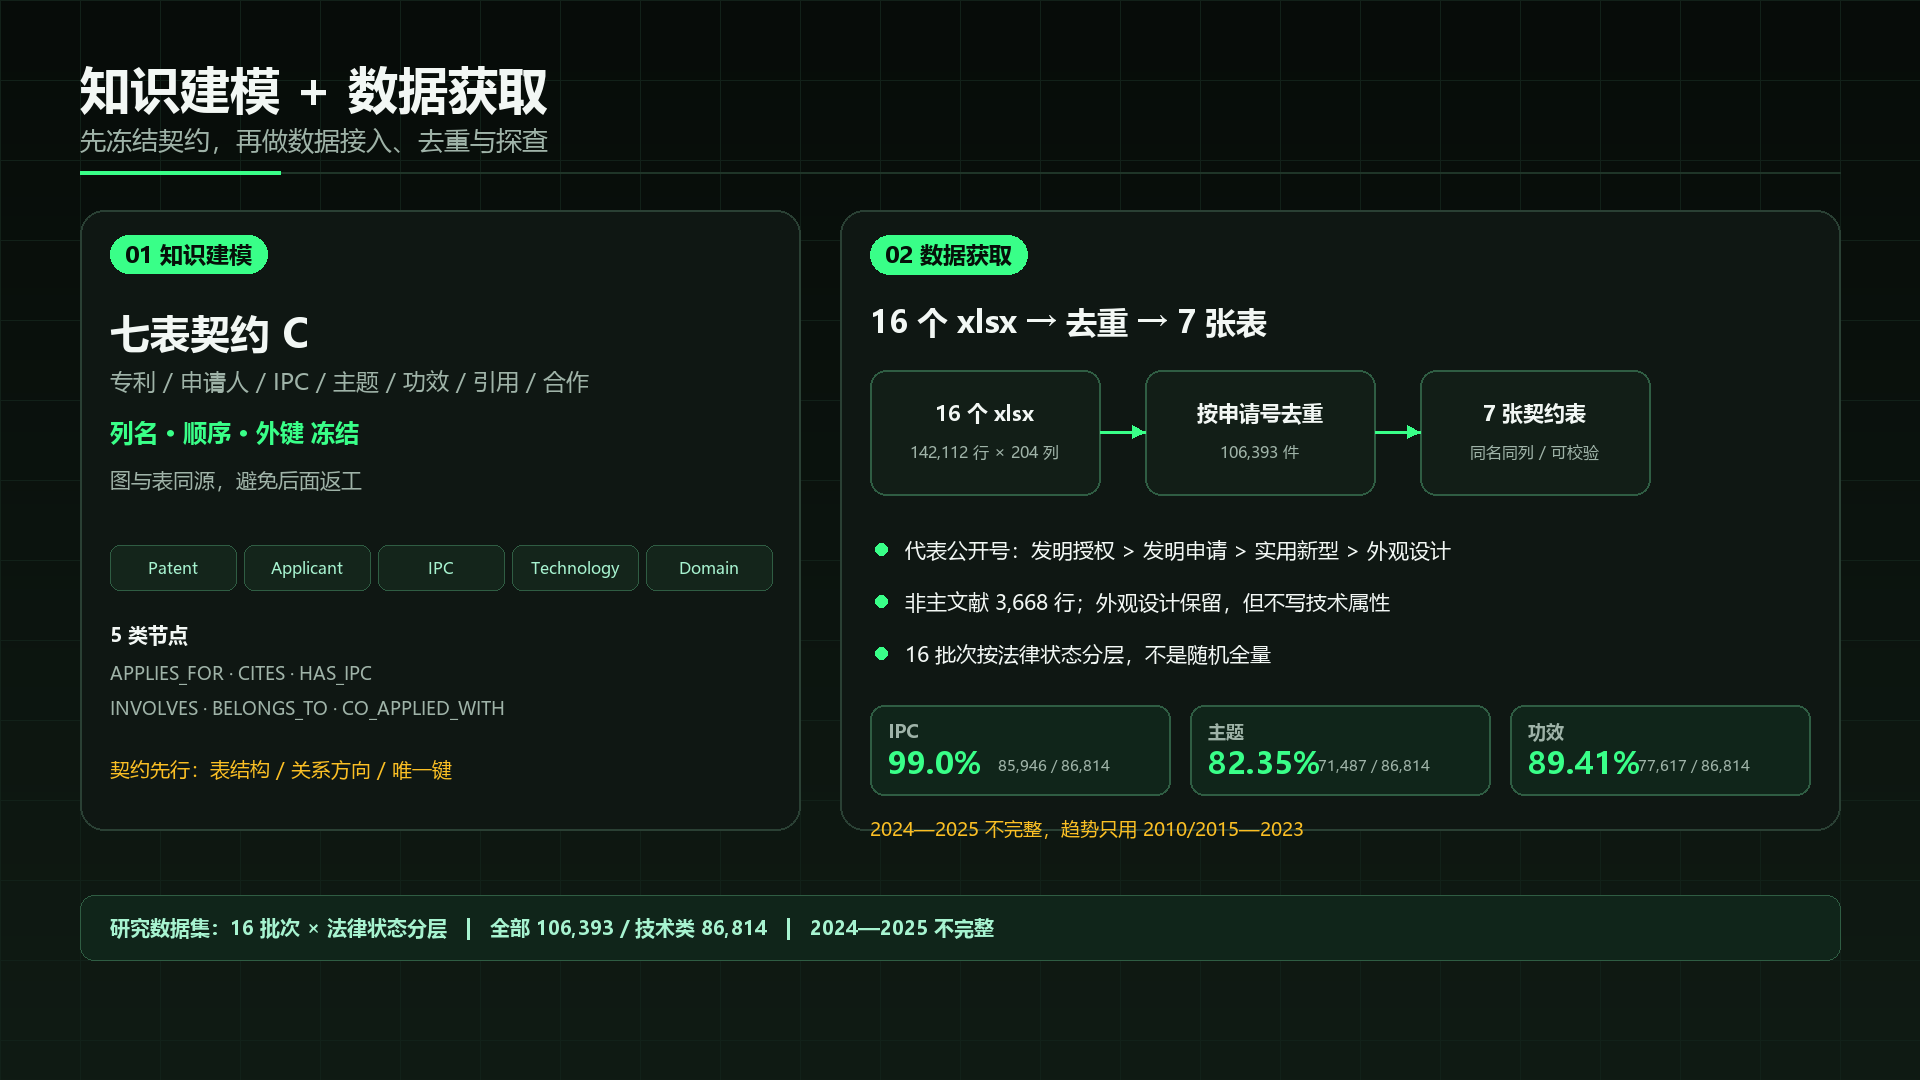 知识建模 + 数据获取
先冻结契约，再做数据接入、去重与探查
01 知识建模
七表契约 C
专利 / 申请人 / IPC / 主题 / 功效 / 引用 / 合作
列名・顺序・外键 冻结
图与表同源，避免后面返工
Patent
Applicant
IPC
Technology
Domain
5 类节点
APPLIES_FOR · CITES · HAS_IPC
INVOLVES · BELONGS_TO · CO_APPLIED_WITH
契约先行：表结构 / 关系方向 / 唯一键
02 数据获取
16 个 xlsx → 去重 → 7 张表
16 个 xlsx
142,112 行 × 204 列
按申请号去重
106,393 件
7 张契约表
同名同列 / 可校验
代表公开号：发明授权 > 发明申请 > 实用新型 > 外观设计
非主文献 3,668 行；外观设计保留，但不写技术属性
16 批次按法律状态分层，不是随机全量
IPC
99.0% 85,946 / 86,814
主题
82.35% 71,487 / 86,814
功效
89.41% 77,617 / 86,814
2024—2025 不完整，趋势只用 2010/2015—2023
研究数据集：16 批次 × 法律状态分层 | 全部 106,393 / 技术类 86,814 | 2024—2025 不完整